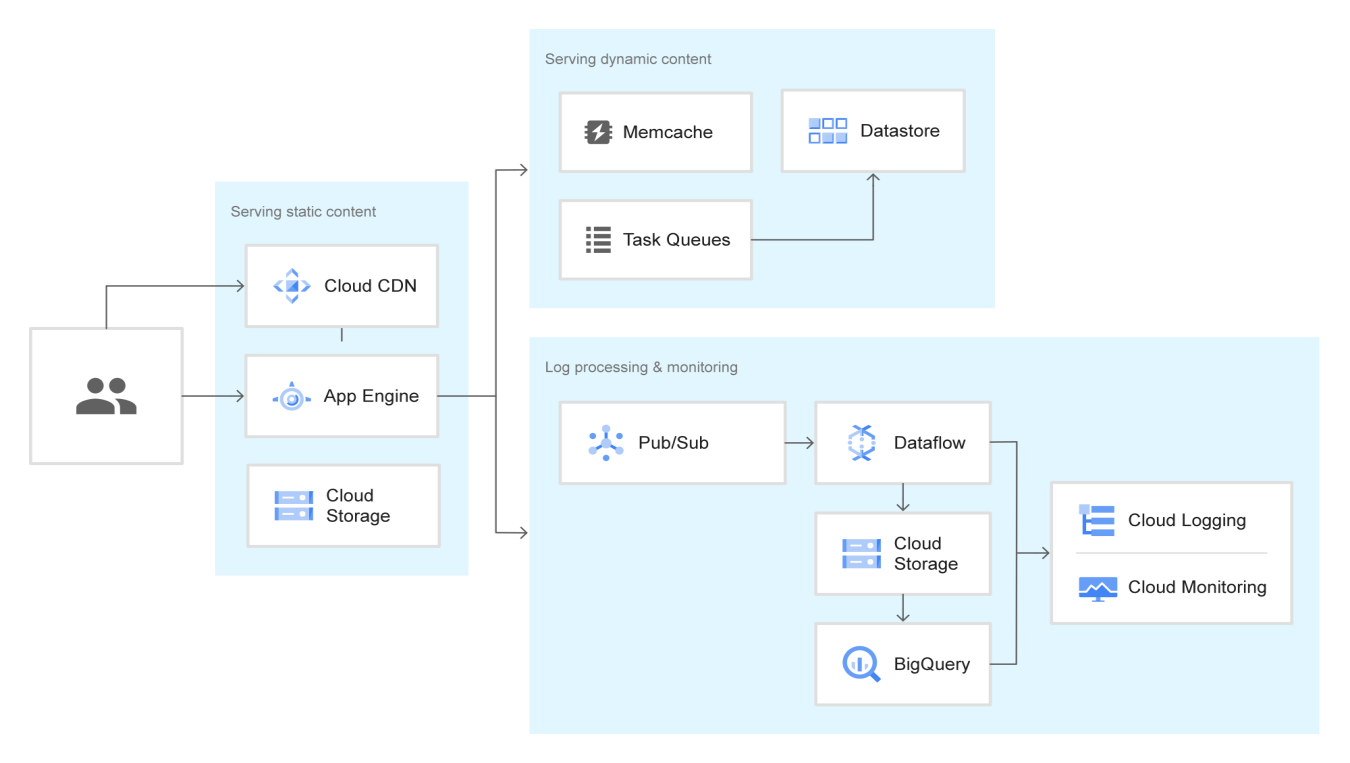 Serving static content
Cloud CDN
App Engine
Cloud
Storage
Serving dynamic content
Memcache
Datastore
Task Queues
Log processing & monitoring
Pub/Sub
Dataflow
Cloud
Storage
BigQuery
Cloud Logging
Cloud Monitoring